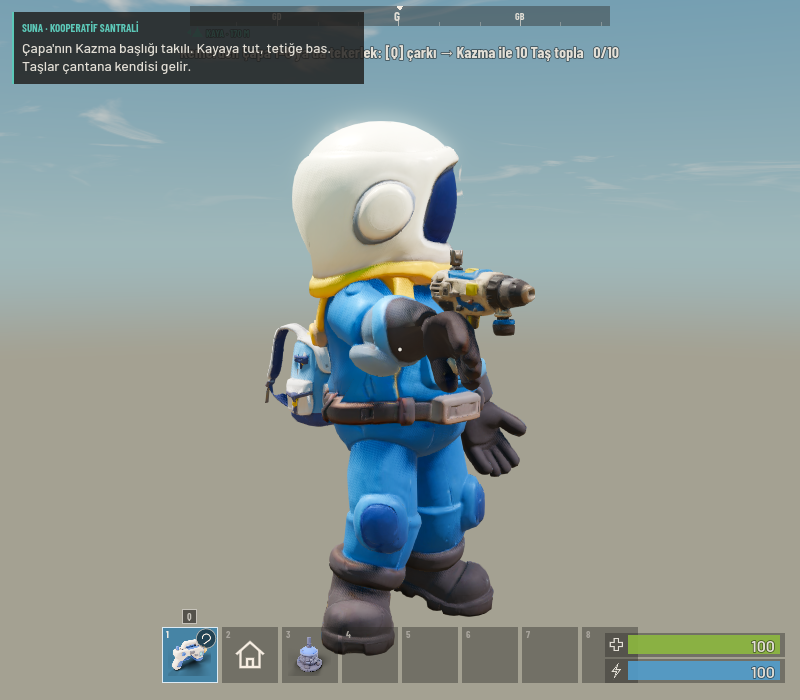 GD
G
GB
SUNA · KOOPERATİF SANTRALİ
Çapa'nın Kazma başlığı takılı. Kayaya tut, tetiğe bas.
Taşlar çantana kendisi gelir.
[Q] çarkı → Kazma ile 10 Taş topla 0/10
Q
1
2
3
4
5
6
7
8
100
100